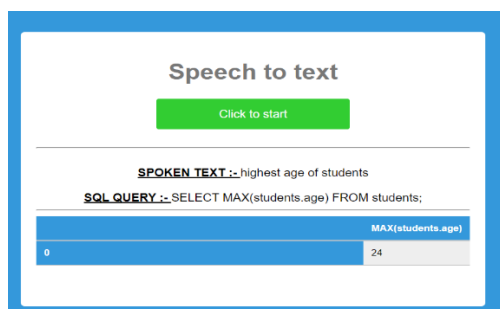 Speech to text
Click to start
SPOKEN TEXT :- highest age of students
SQL QUERY :- SELECT MAX(students.age) FROM students;
MAX(students.age)
0 24